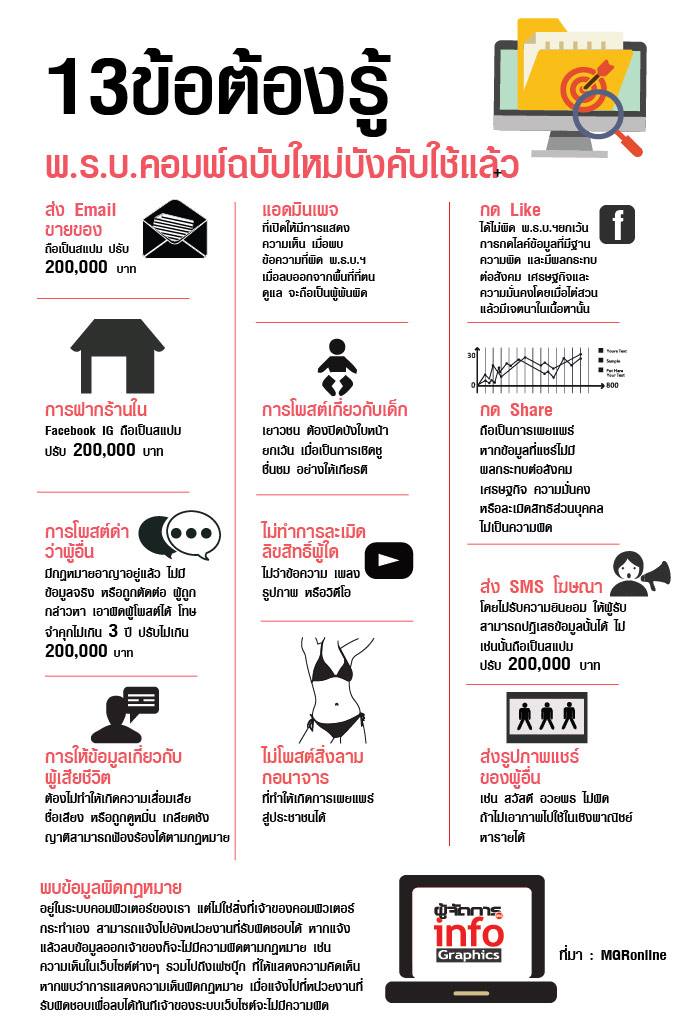 13ข้อต้องรู้
พ.ร.บ.คอมพ์ฉบับใหม่บังคับใช้แล้ว
ส่ง Email
ขายของ
ถือเป็นสแปม ปรับ
200,000 บาท
การฝากร้านใน
Facebook IG ถือเป็นสแปม
ปรับ 200,000 บาท
การโพสต์ด่า
ว่าผู้อื่น
มีกฎหมายอาญาอยู่แล้ว ไม่มี
ข้อมูลจริง หรือถูกตัดต่อ ผู้ถูก
กล่าวหา เอาผิดผู้โพสต์ได้ โทษ
จำคุกไม่เกิน 3 ปี ปรับไม่เกิน
200,000 บาท
การให้ข้อมูลเกี่ยวกับ
ผู้เสียชีวิต
ต้องไม่ทำให้เกิดความเสื่อมเสีย
ชื่อเสียง หรือถูกดูหมิ่น เกลียดชัง
ญาติสามารถฟ้องร้องได้ตามกฎหมาย
แอดมินเพจ
ที่เปิดให้มีการแสดง
ความเห็น เมื่อพบ
ข้อความที่ผิด พ.ร.บ.ฯ
เมื่อลบออกจากพื้นที่ที่ตน
ดูแล จะถือเป็นผู้พ้นผิด
การโพสต์เกี่ยวกับเด็ก
เยาวชน ต้องปิดบังใบหน้า
ยกเว้น เมื่อเป็นการเชิดชู
ชื่นชม อย่างให้เกียรติ
ไม่ทำการละเมิด
ลิขสิทธิ์ผู้ใด
ไม่ว่าข้อความ เพลง
รูปภาพ หรือวิดีโอ
ไม่โพสต์สิ่งลาม
กอนาจาร
ที่ทำให้เกิดการเผยแพร่
สู่ประชาชนได้
กด Like
ได้ไม่ผิด พ.ร.บ.ฯยกเว้น
การกดไลค์ข้อมูลที่มีฐาน
ความผิด และมีผลกระทบ
ต่อสังคม เศรษฐกิจและ
ความมั่นคงโดยเมื่อไต่สวน
แล้วมีเจตนาในเนื้อหานั้น
f
30
0
800
Yours Text
Sample
Put Here
Your Text
กด Share
ถือเป็นการเผยแพร่
หากข้อมูลที่แชร์ไม่มี
ผลกระทบต่อสังคม
เศรษฐกิจ ความมั่นคง
หรือละเมิดสิทธิส่วนบุคคล
ไม่เป็นความผิด
ส่ง SMS โฆษณา
โดยไม่รับความยินยอม ให้ผู้รับ
สามารถปฏิเสธข้อมูลนั้นได้ ไม่
เช่นนั้นถือเป็นสแปม
ปรับ 200,000 บาท
ส่งรูปภาพแชร์
ของผู้อื่น
เช่น สวัสดี อวยพร ไม่ผิด
ถ้าไม่เอาภาพไปใช้ในเชิงพาณิชย์
หารายได้
พบข้อมูลผิดกฎหมาย
อยู่ในระบบคอมพิวเตอร์ของเรา แต่ไม่ใช่สิ่งที่เจ้าของคอมพิวเตอร์
กระทำเอง สามารถแจ้งไปยังหน่วยงานที่รับผิดชอบได้ หากแจ้ง
แล้วลบข้อมูลออกเจ้าของก็จะไม่มีความผิดตามกฎหมาย เช่น
ความเห็นในเว็บไซต์ต่างๆ รวมไปถึงเฟซบุ๊ก ที่ให้แสดงความคิดเห็น
หากพบว่าการแสดงความเห็นผิดกฎหมาย เมื่อแจ้งไปที่หน่วยงานที่
รับผิดชอบเพื่อลบได้ทันทีเจ้าของระบบเว็บไซต์จะไม่มีความผิด
ผู้จัดการ
info
Graphics
ที่มา : MGRonline